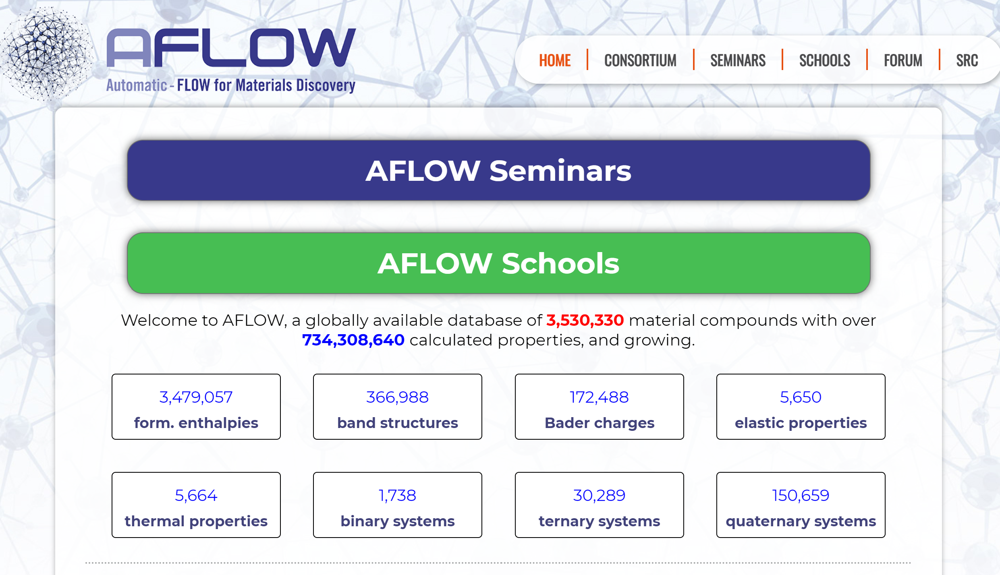 AFLOW
Automatic - FLOW for Materials Discovery
HOME
CONSORTIUM
SEMINARS
SCHOOLS
FORUM
SRC
AFLOW Seminars
AFLOW Schools
Welcome to AFLOW, a globally available database of 3,530,330 material compounds with over
734,308,640 calculated properties, and growing.
3,479,057
form. enthalpies
366,988
band structures
172,488
Bader charges
5,650
elastic properties
5,664
thermal properties
1,738
binary systems
30,289
ternary systems
150,659
quaternary systems